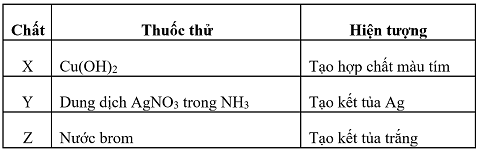 Chất Thuốc thử Hiện tượng
X Cu(OH)₂ Tạo hợp chất màu tím
Y Dung dịch AgNO₃ trong NH₃ Tạo kết tủa Ag
Z Nước brom Tạo kết tủa trắng